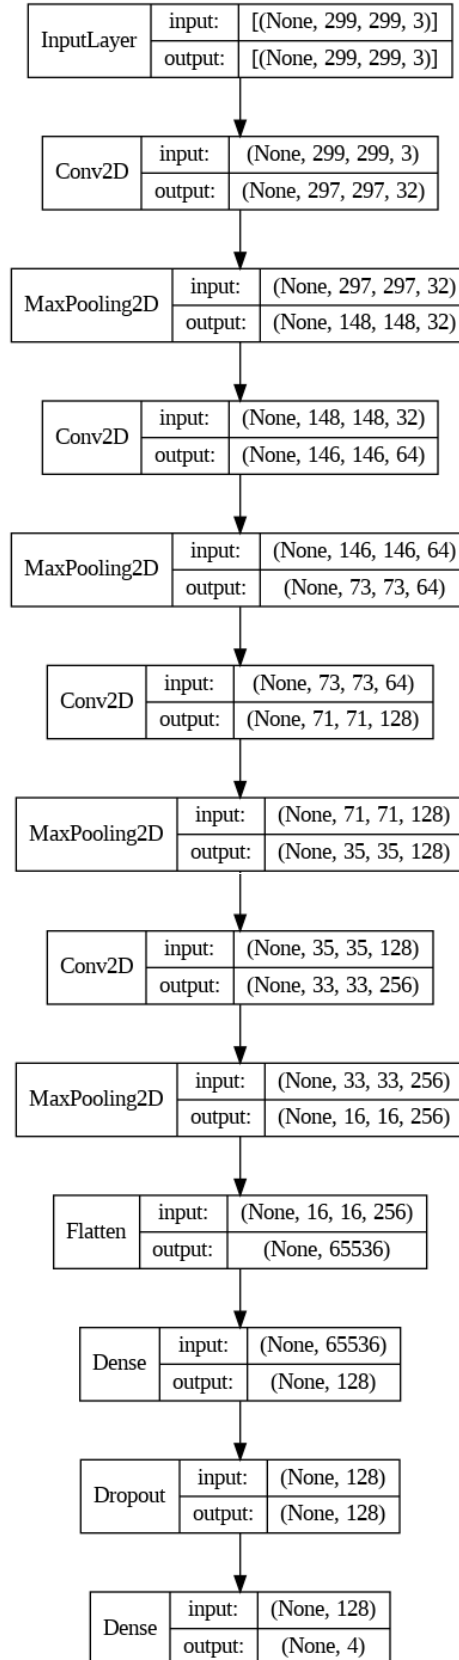 InputLayer
input: [(None, 299, 299, 3)]
output: [(None, 299, 299, 3)]
Conv2D
input: (None, 299, 299, 3)
output: (None, 297, 297, 32)
MaxPooling2D
input: (None, 297, 297, 32)
output: (None, 148, 148, 32)
Conv2D
input: (None, 148, 148, 32)
output: (None, 146, 146, 64)
MaxPooling2D
input: (None, 146, 146, 64)
output: (None, 73, 73, 64)
Conv2D
input: (None, 73, 73, 64)
output: (None, 71, 71, 128)
MaxPooling2D
input: (None, 71, 71, 128)
output: (None, 35, 35, 128)
Conv2D
input: (None, 35, 35, 128)
output: (None, 33, 33, 256)
MaxPooling2D
input: (None, 33, 33, 256)
output: (None, 16, 16, 256)
Flatten
input: (None, 16, 16, 256)
output: (None, 65536)
Dense
input: (None, 65536)
output: (None, 128)
Dropout
input: (None, 128)
output: (None, 128)
Dense
input: (None, 128)
output: (None, 4)